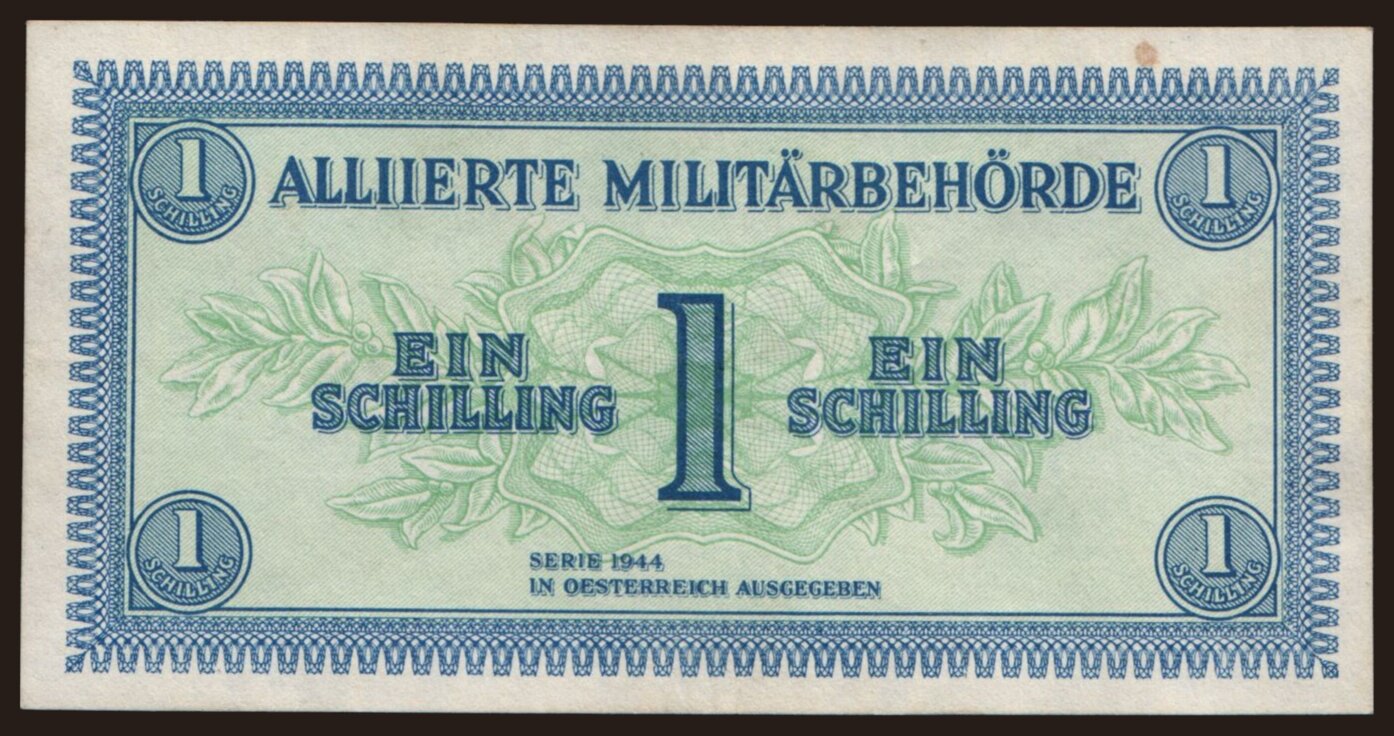 ALLIIERTE MILITÄRBEHÖRDE
1
SCHILLING
1
SCHILLING
EIN
SCHILLING
1
EIN
SCHILLING
1
SCHILLING
1
SCHILLING
SERIE 1944
IN OESTERREICH AUSGEGEBEN